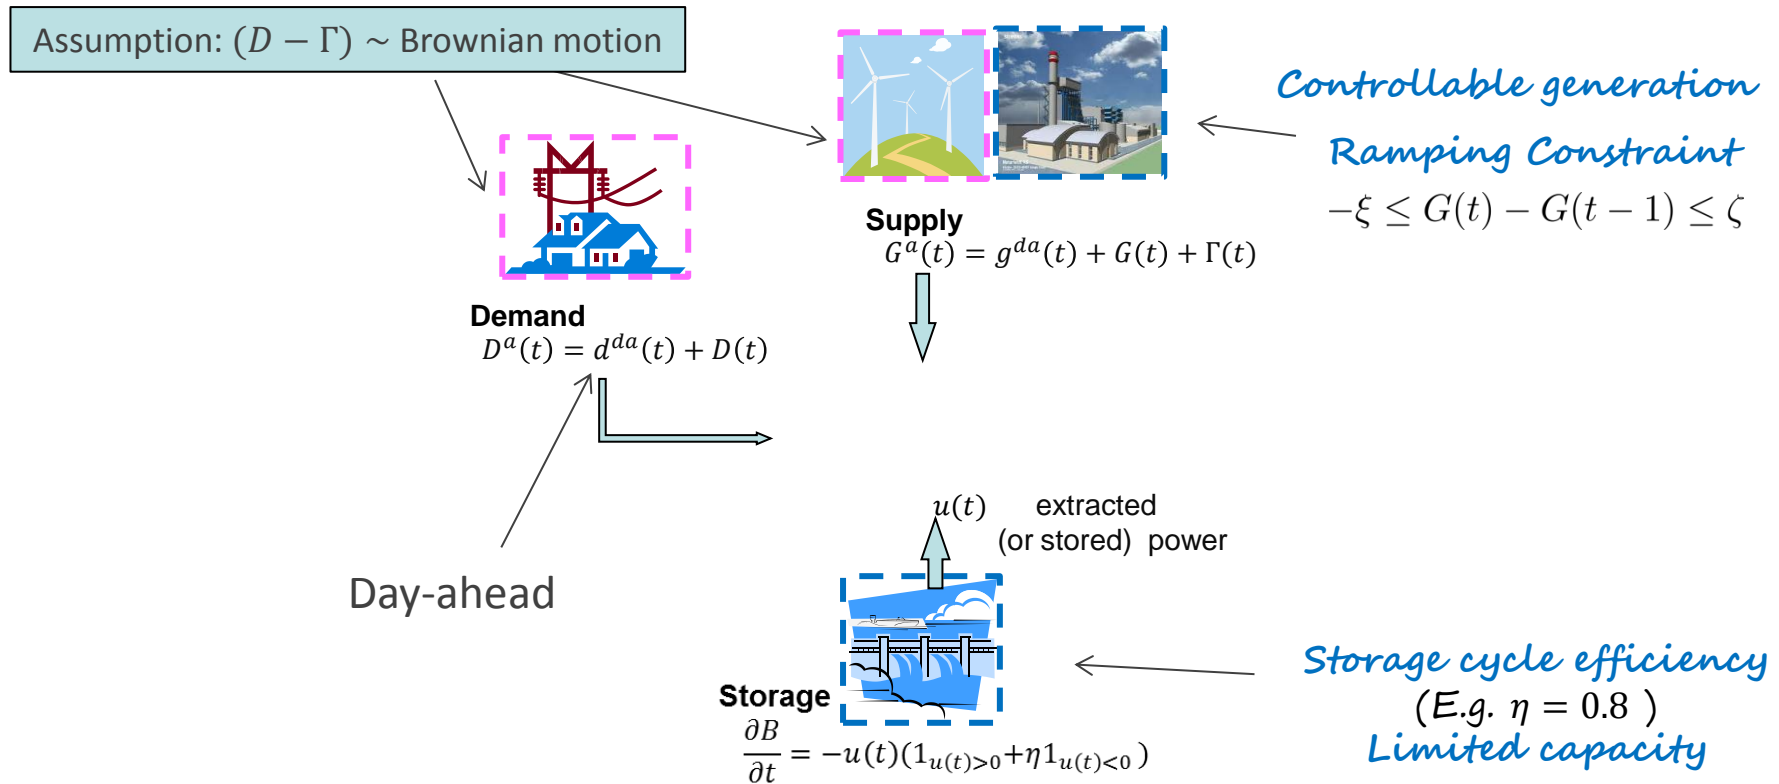 Assumption: (D − Γ) ~ Brownian motion
Controllable generation
Ramping Constraint
−ξ ≤ G(t) − G(t − 1) ≤ ζ
Supply
G^a(t) = g^{da}(t) + G(t) + Γ(t)
Demand
D^a(t) = d^{da}(t) + D(t)
u(t) extracted
(or stored) power
Day-ahead
Storage
∂B/∂t = −u(t)(1_{u(t)>0}+η1_{u(t)<0})
Storage cycle efficiency
(E.g. η = 0.8 )
Limited capacity